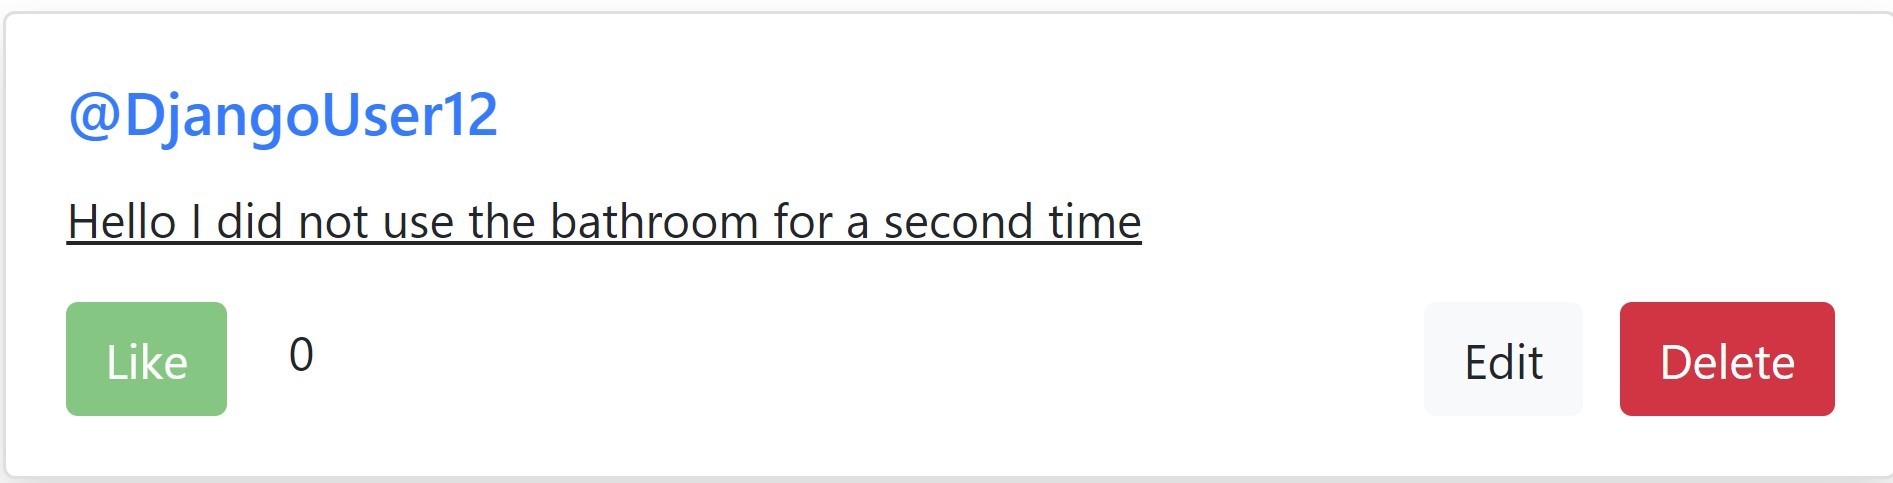 @DjangoUser12
Hello I did not use the bathroom for a second time
Like 0 Edit Delete